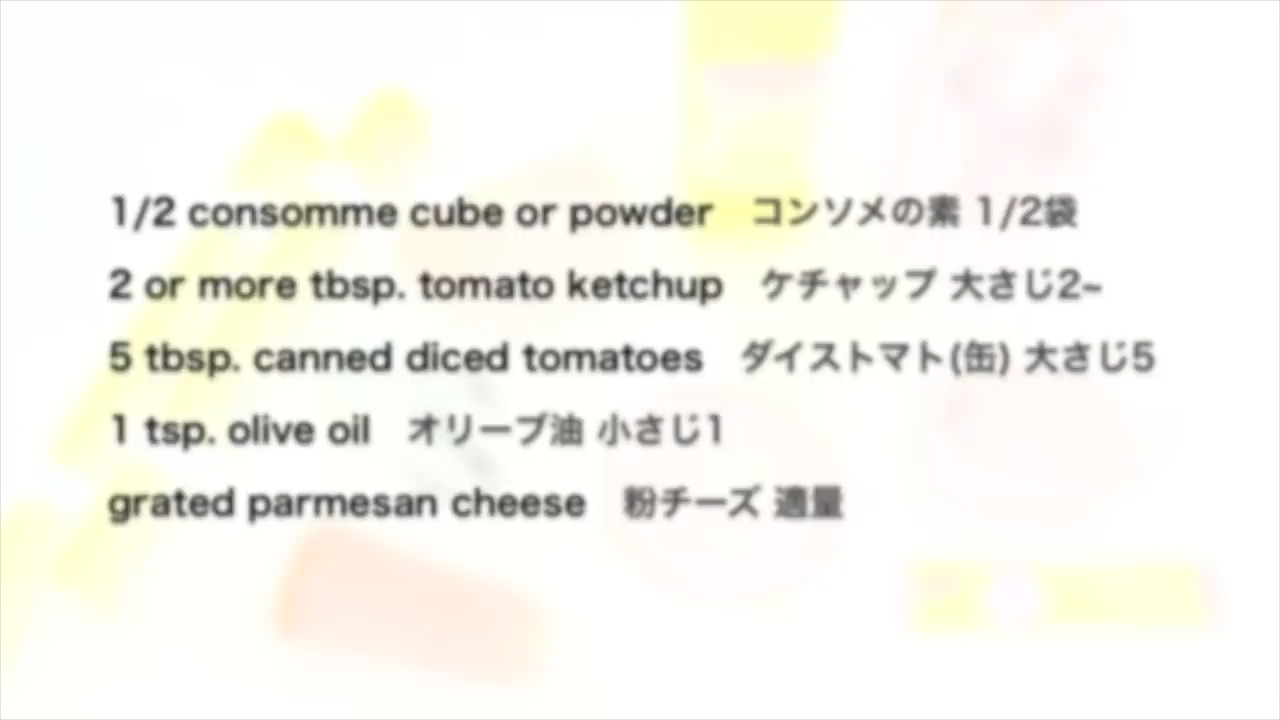 1/2 consomme cube or powder　コンソメの素 1/2袋
2 or more tbsp. tomato ketchup　ケチャップ 大さじ2~
5 tbsp. canned diced tomatoes　ダイストマト(缶) 大さじ5
1 tsp. olive oil　オリーブ油 小さじ1
grated parmesan cheese　粉チーズ 適量